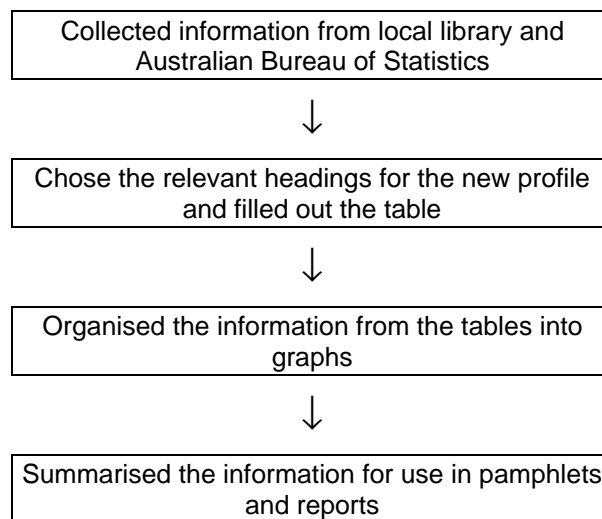 Collected information from local library and
Australian Bureau of Statistics
Chose the relevant headings for the new profile
and filled out the table
Organised the information from the tables into
graphs
Summarised the information for use in pamphlets
and reports